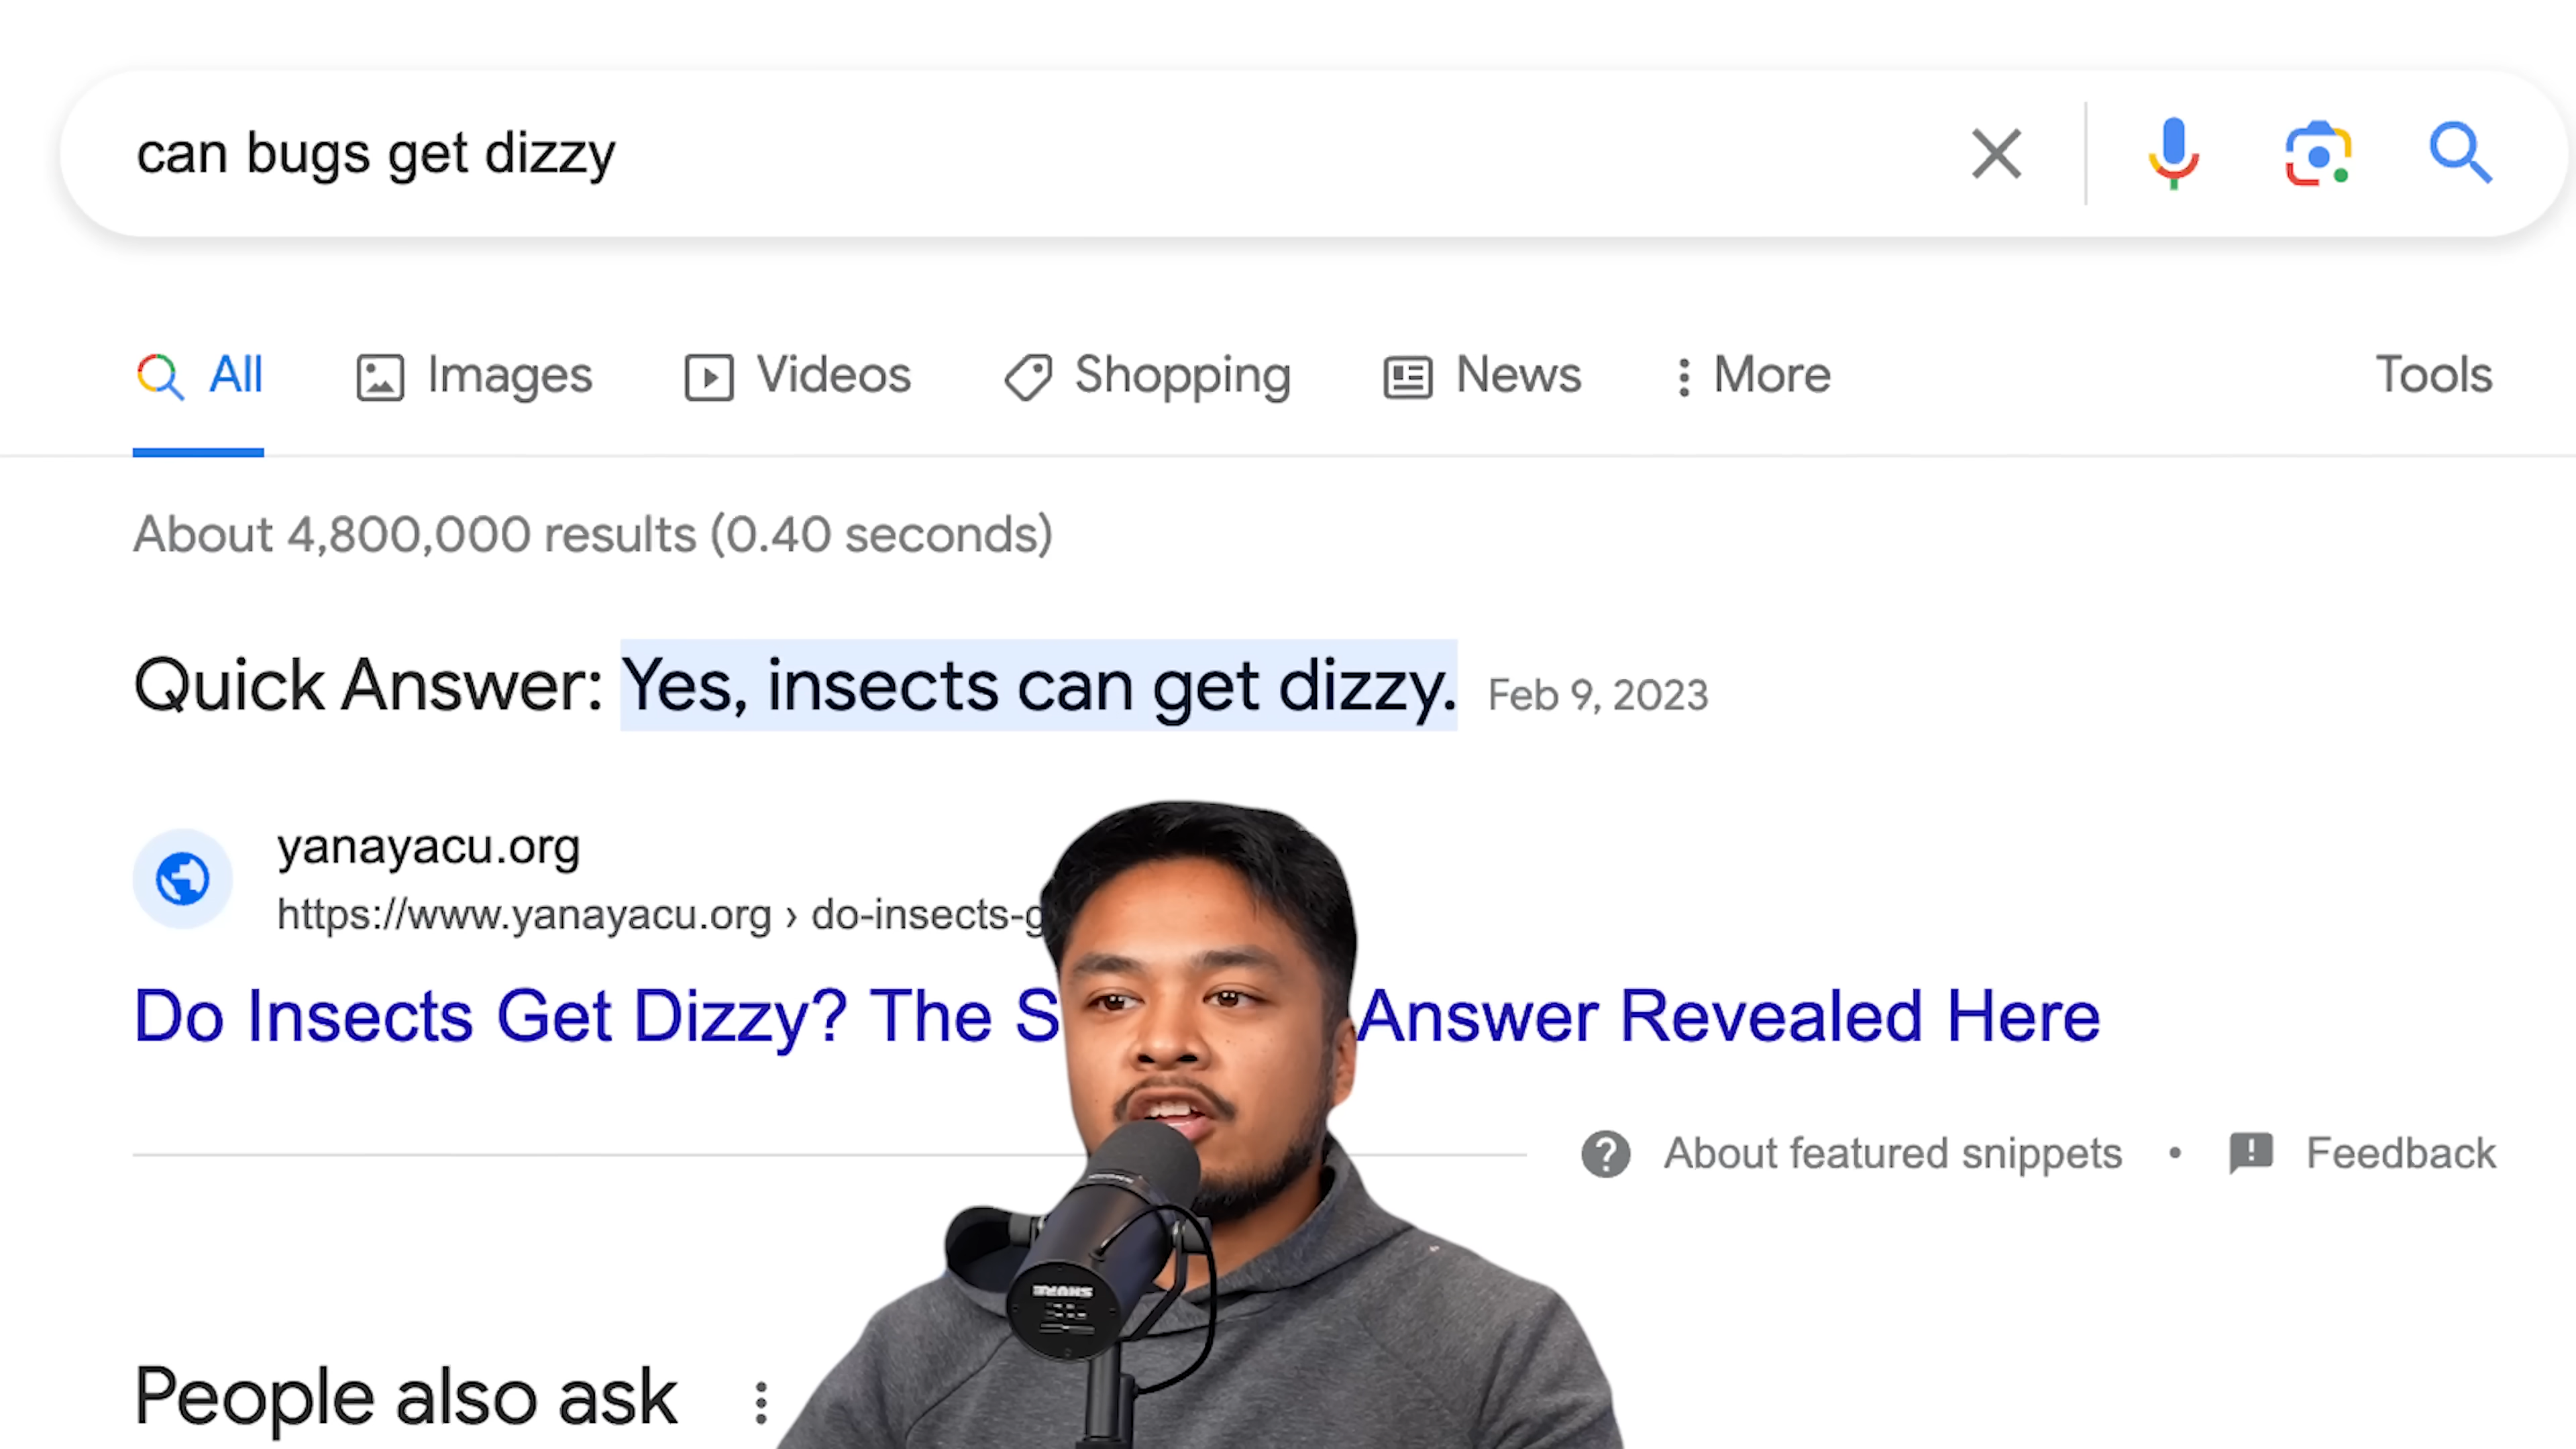 can bugs get dizzy
All Images Videos Shopping News More Tools
About 4,800,000 results (0.40 seconds)
Quick Answer: Yes, insects can get dizzy. Feb 9, 2023
yanayacu.org
https://www.yanayacu.org › do-insects-g
Do Insects Get Dizzy? The S Answer Revealed Here
About featured snippets • Feedback
SHURE
People also ask